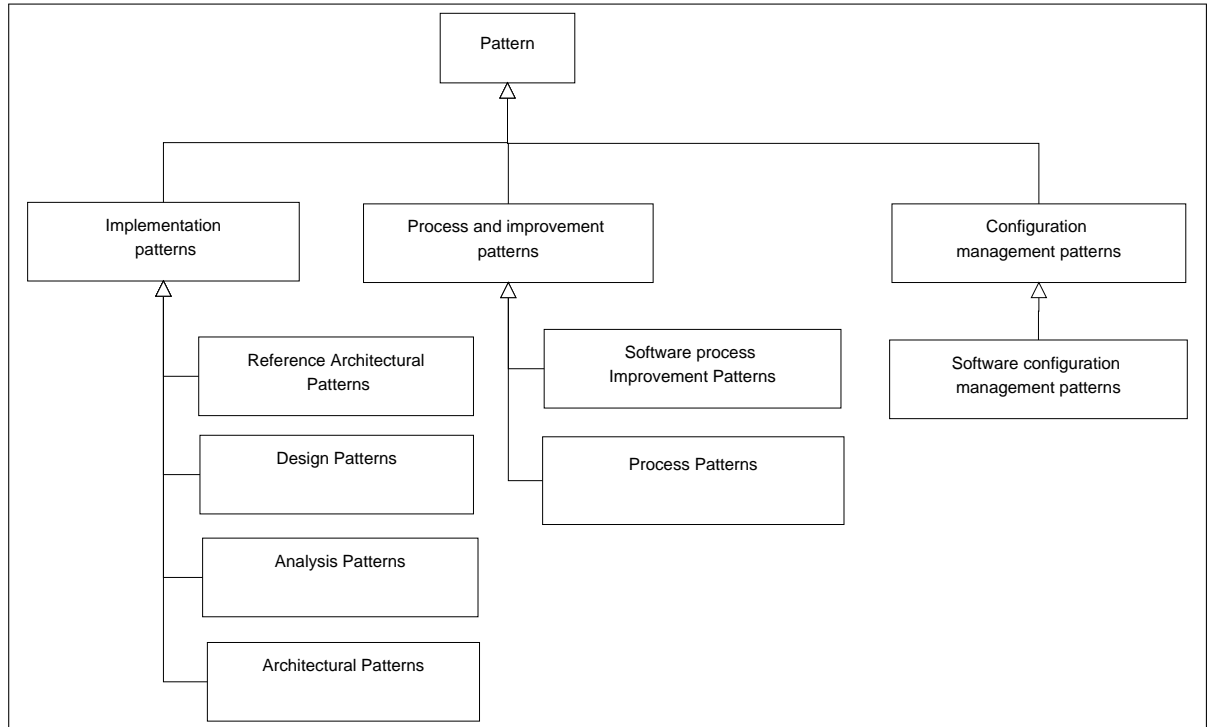 Pattern
Implementation
patterns
Process and improvement
patterns
Configuration
management patterns
Reference Architectural
Patterns
Software process
Improvement Patterns
Software configuration
management patterns
Design Patterns
Process Patterns
Analysis Patterns
Architectural Patterns